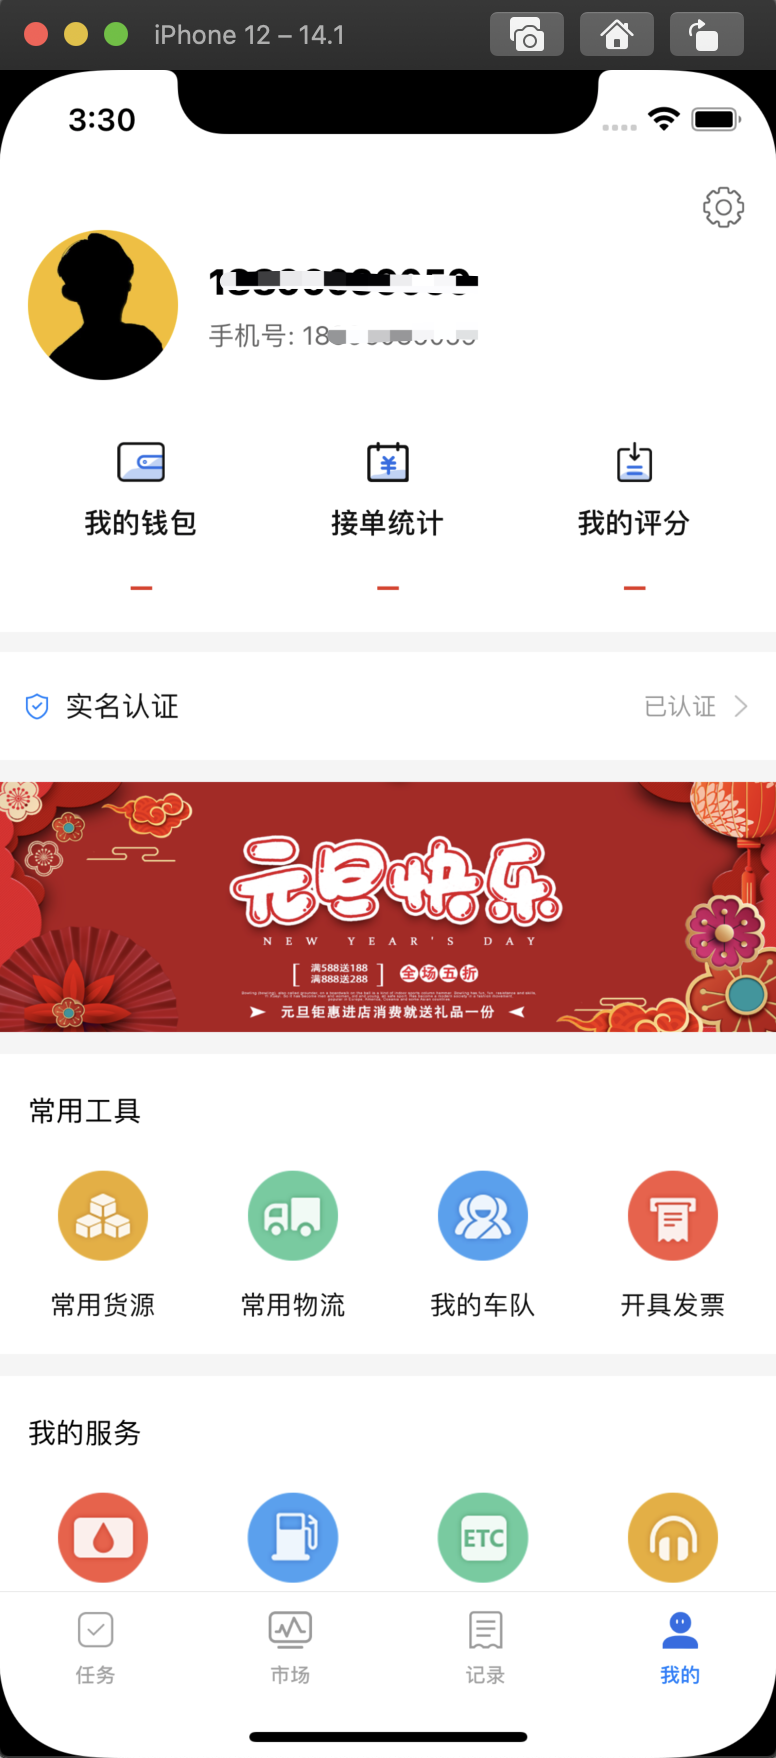 iPhone 12 – 14.1
3:30
手机号: 18
我的钱包
接单统计
我的评分
实名认证
已认证
元旦快乐
NEW YEAR'S DAY
满588送188
满888送288
全场五折
元旦钜惠进店消费就送礼品一份
常用工具
常用货源
常用物流
我的车队
开具发票
我的服务
ETC
任务
市场
记录
我的